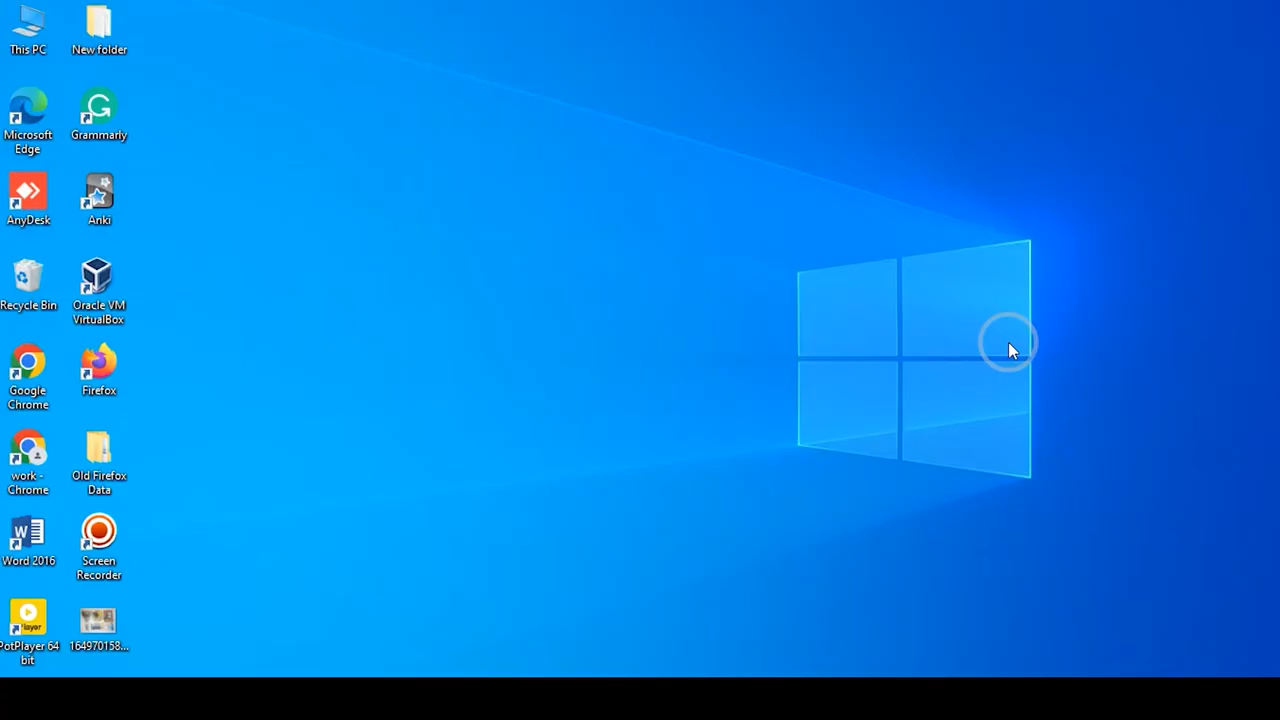 This PC
New folder
Microsoft
Edge
Grammarly
AnyDesk
Anki
Recycle Bin
Oracle VM
VirtualBox
Google
Chrome
Firefox
work -
Chrome
Old Firefox
Data
Word 2016
Screen
Recorder
PotPlayer 64
bit
164970158...